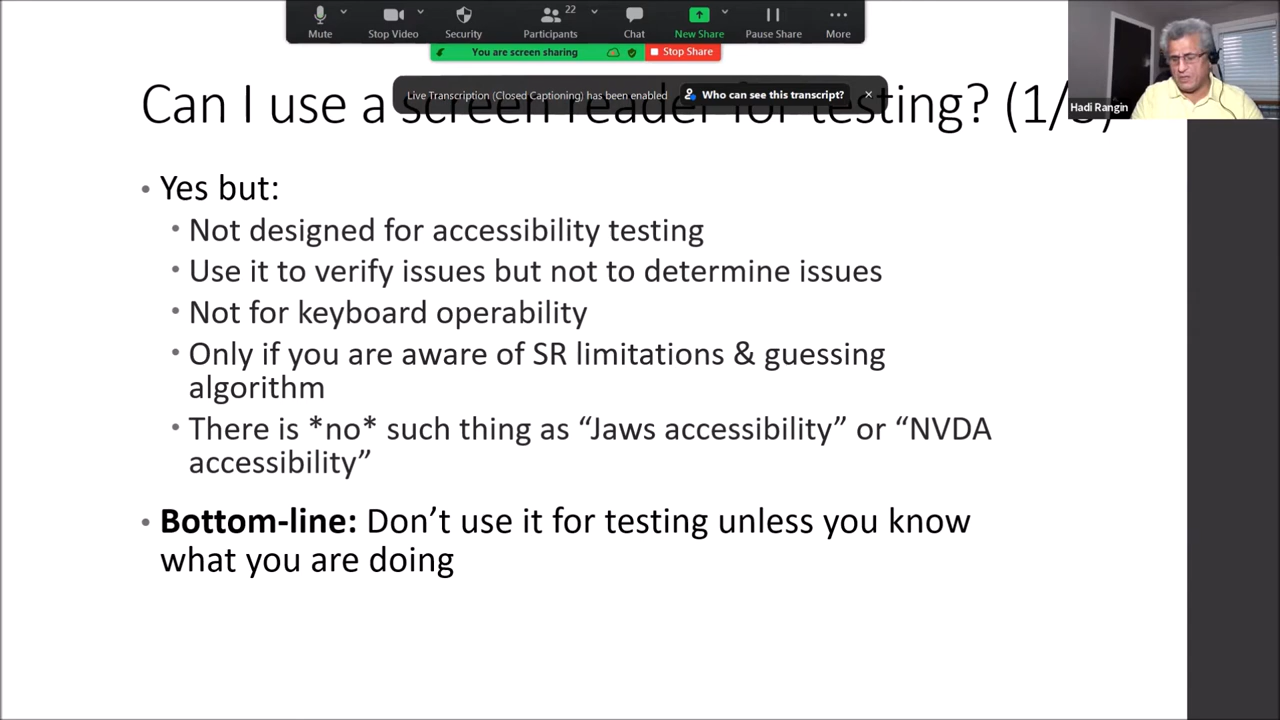 22
Mute
Stop Video
Security
Participants
Chat
New Share
Pause Share
More
You are screen sharing
Stop Share
Live Transcription (Closed Captioning) has been enabled
Who can see this transcript?
Hadi Rangin
Can I use a screen reader for testing? (1/
• Yes but:
• Not designed for accessibility testing
• Use it to verify issues but not to determine issues
• Not for keyboard operability
• Only if you are aware of SR limitations & guessing
algorithm
• There is *no* such thing as “Jaws accessibility” or “NVDA
accessibility”
• Bottom-line: Don’t use it for testing unless you know
what you are doing